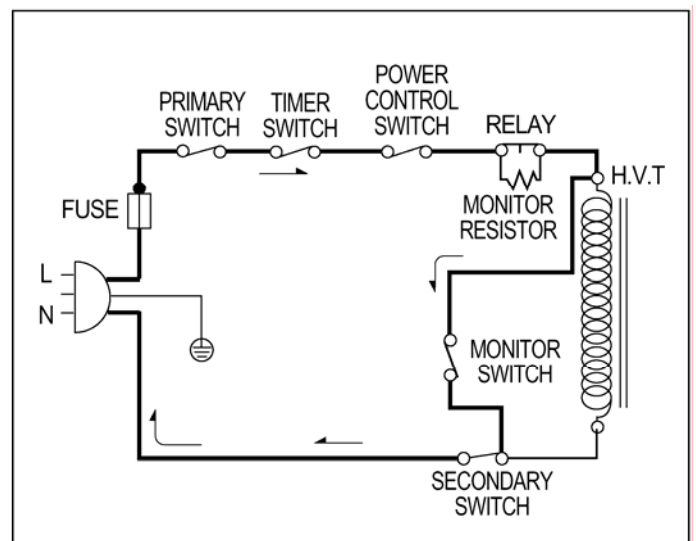 PRIMARY
SWITCH
TIMER
SWITCH
POWER
CONTROL
SWITCH
RELAY
H.V.T
MONITOR
RESISTOR
FUSE
L
N
MONITOR
SWITCH
SECONDARY
SWITCH